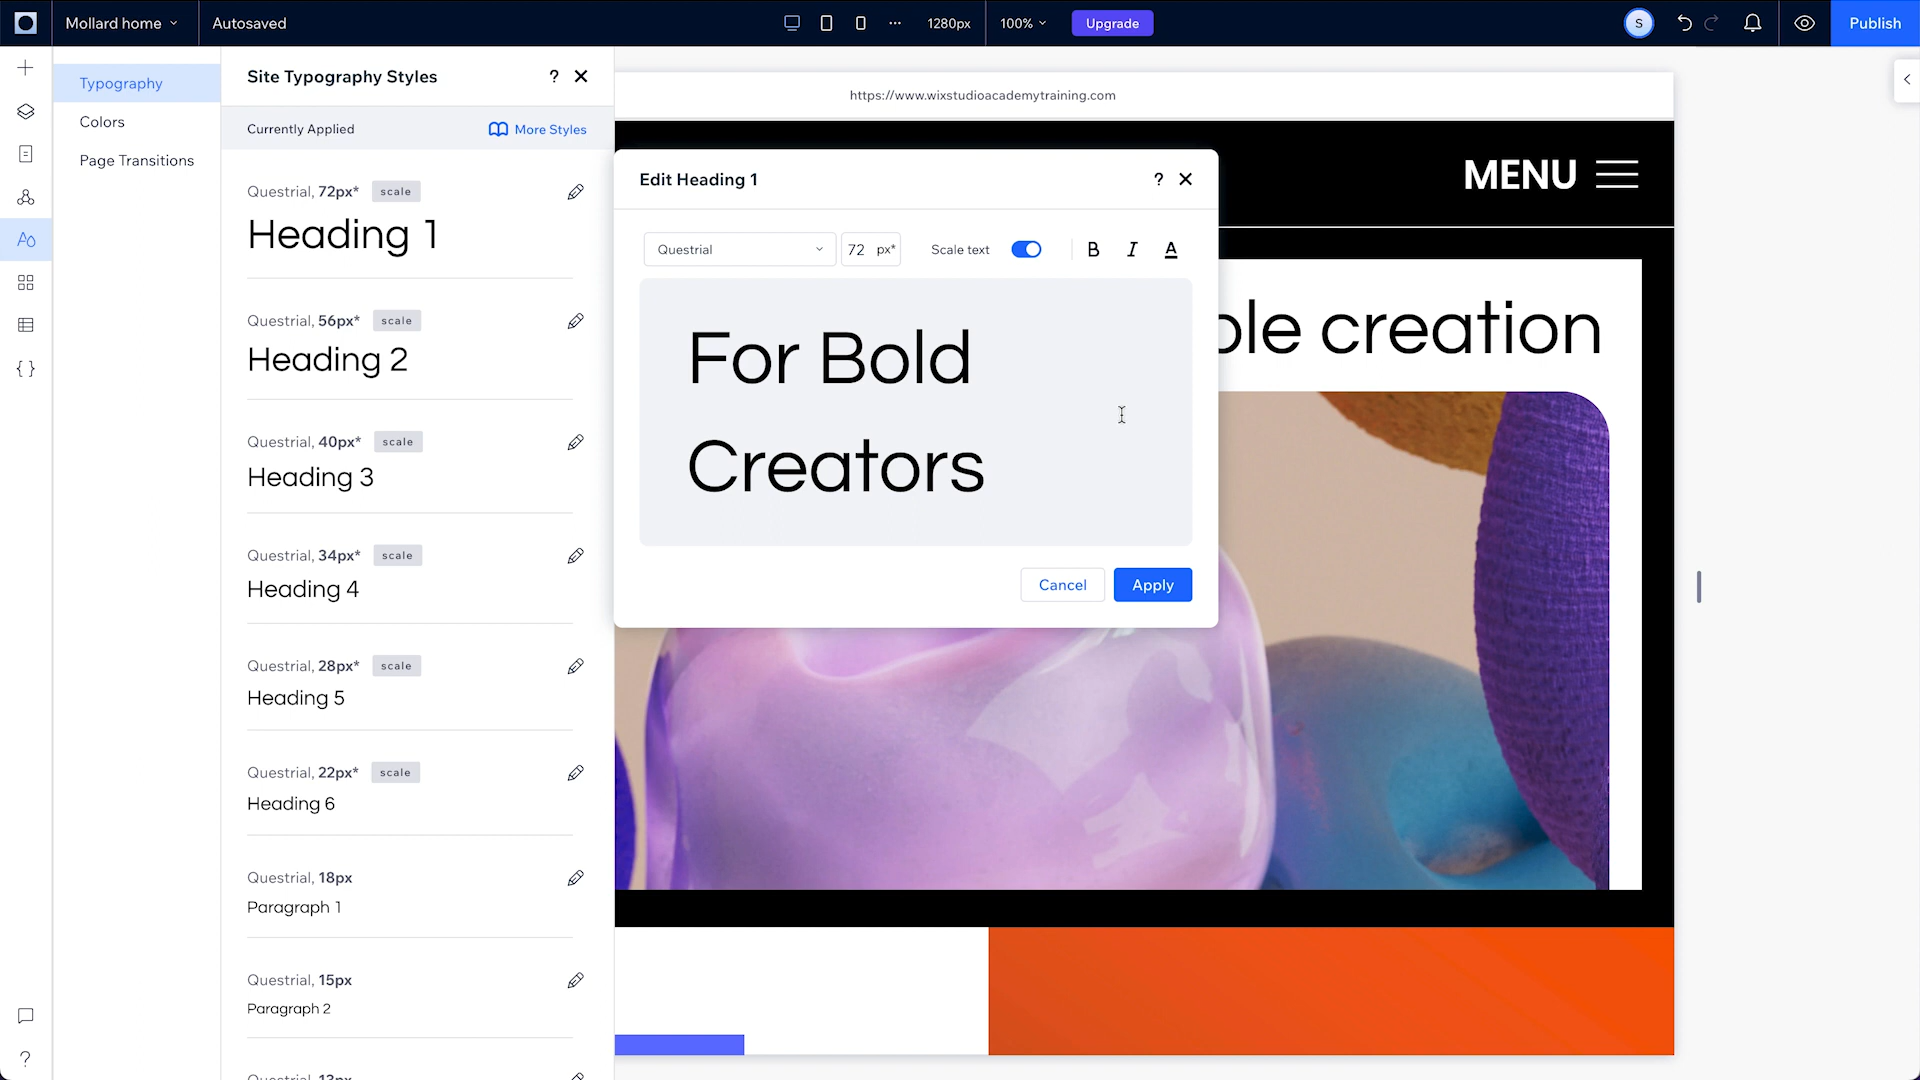 Mollard home
Autosaved
1280px
100%
Upgrade
S
Publish
Typography
Colors
Page Transitions
Site Typography Styles
?
Currently Applied
More Styles
Questrial, 72px* scale
Heading 1
Questrial, 56px* scale
Heading 2
Questrial, 40px* scale
Heading 3
Questrial, 34px* scale
Heading 4
Questrial, 28px* scale
Heading 5
Questrial, 22px* scale
Heading 6
Questrial, 18px
Paragraph 1
Questrial, 15px
Paragraph 2
Questrial, 13px
?
https://www.wixstudioacademytraining.com
MENU
Edit Heading 1
?
Questrial
72 px*
Scale text
B I A
For Bold
Creators
Cancel
Apply
ble creation